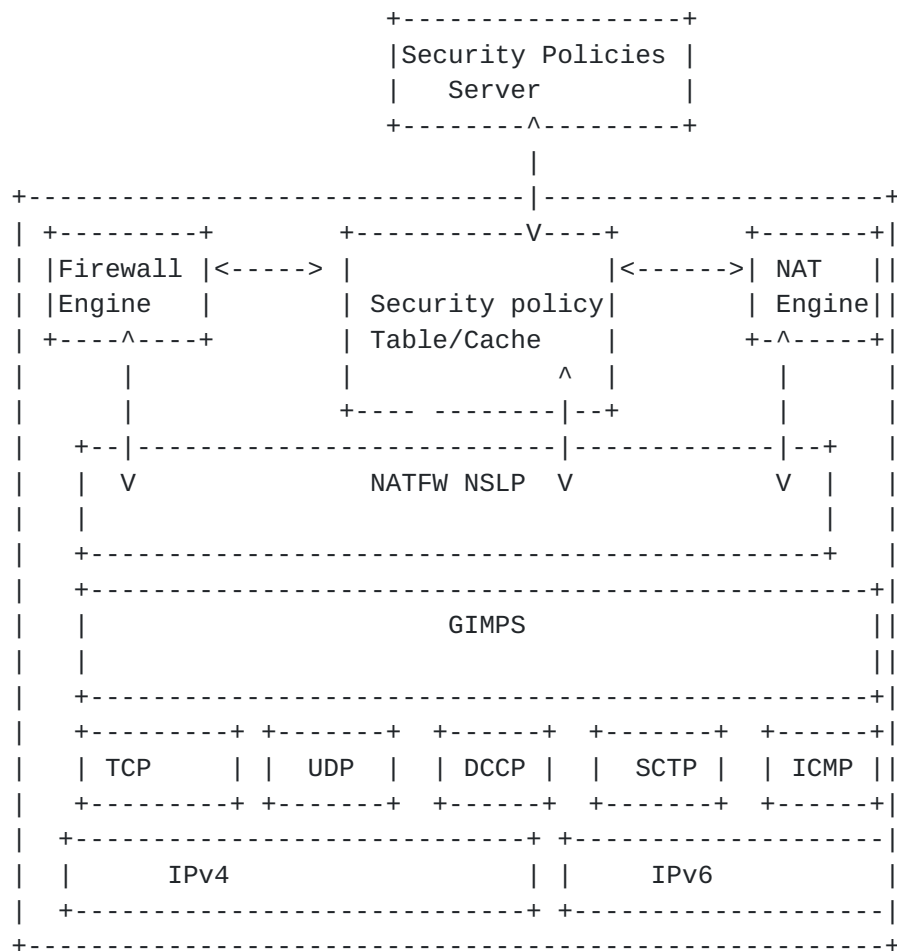 Security Policies
Server
Firewall NAT
Engine Security policy Engine
Table/Cache
NATFW NSLP
GIMPS
TCP UDP DCCP SCTP ICMP
IPv4 IPv6